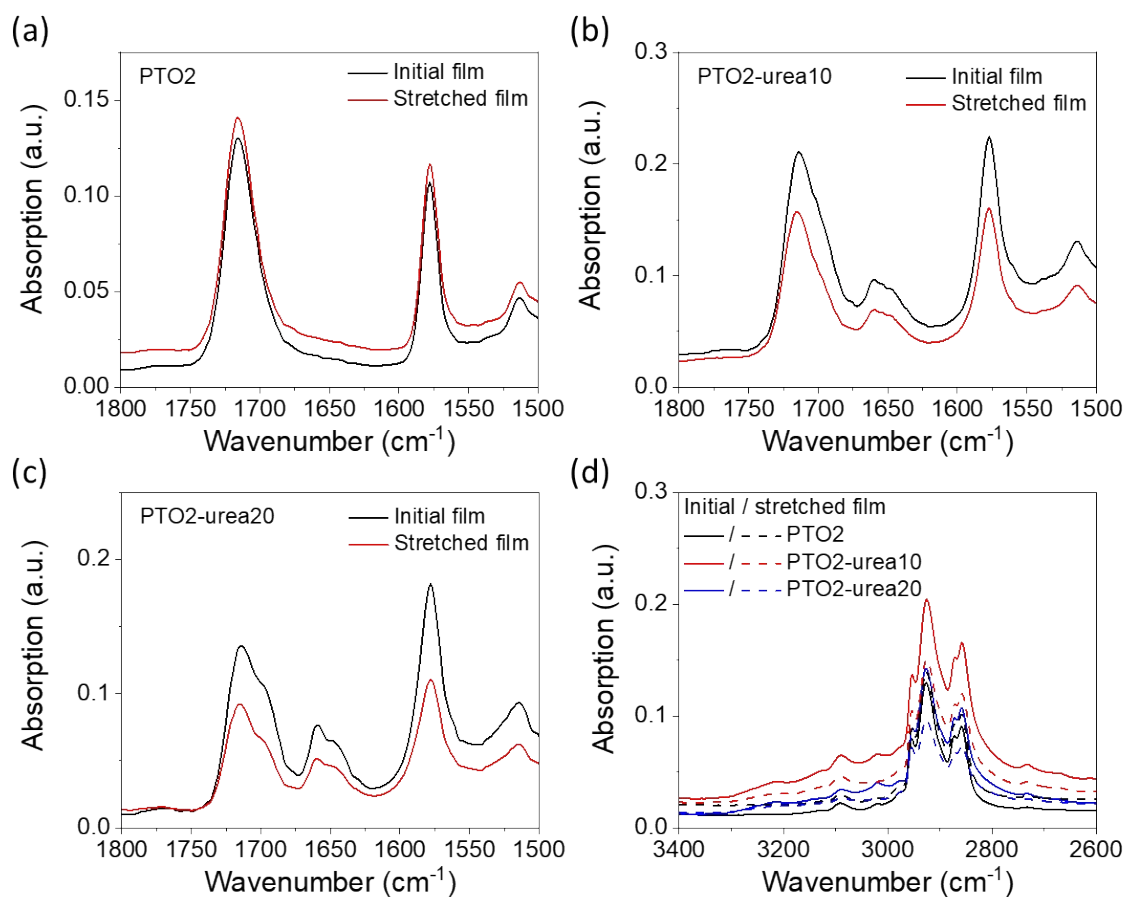 (a)
PTO2
Initial film
Stretched film
Absorption (a.u.)
0.15
0.10
0.05
0.00
1800 1750 1700 1650 1600 1550 1500
Wavenumber (cm⁻¹)
(b)
PTO2-urea10
Initial film
Stretched film
Absorption (a.u.)
0.3
0.2
0.1
0.0
1800 1750 1700 1650 1600 1550 1500
Wavenumber (cm⁻¹)
(c)
PTO2-urea20
Initial film
Stretched film
Absorption (a.u.)
0.2
0.1
0.0
1800 1750 1700 1650 1600 1550 1500
Wavenumber (cm⁻¹)
(d)
Initial / stretched film
/ PTO2
/ PTO2-urea10
/ PTO2-urea20
Absorption (a.u.)
0.3
0.2
0.1
0.0
3400 3200 3000 2800 2600
Wavenumber (cm⁻¹)